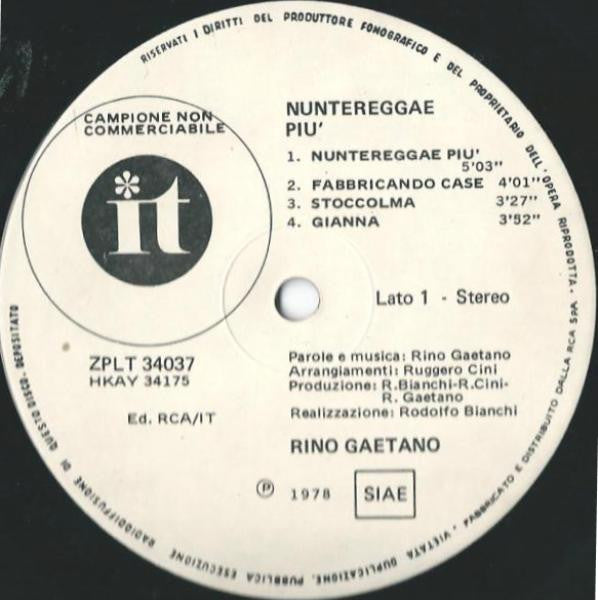 RISERVATI I DIRITTI DEL PRODUTTORE FONOGRAFICO E DEL PROPRIETARIO DELL'OPERA RIPRODOTTA.
CAMPIONE NON
COMMERCIABILE
it
NUNTEREGGAE
PIU'
1. NUNTEREGGAE PIU'
5'03"
2. FABBRICANDO CASE 4'01"
3. STOCCOLMA 3'27"
4. GIANNA 3'52"
Lato 1 - Stereo
ZPLT 34037
HKAY 34175
Ed. RCA/IT
Parole e musica: Rino Gaetano
Arrangiamenti: Ruggero Cini
Produzione: R.Bianchi-R.Cini-
R. Gaetano
Realizzazione: Rodolfo Bianchi
RINO GAETANO
Ⓟ 1978 SIAE
FABBRICATO E DISTRIBUITO DALLA RCA SPA
VIETATA DUPLICAZIONE, PUBBLICA ESECUZIONE RADIODIFFUSIONE DI QUESTO DISCO. DEPOSITATO